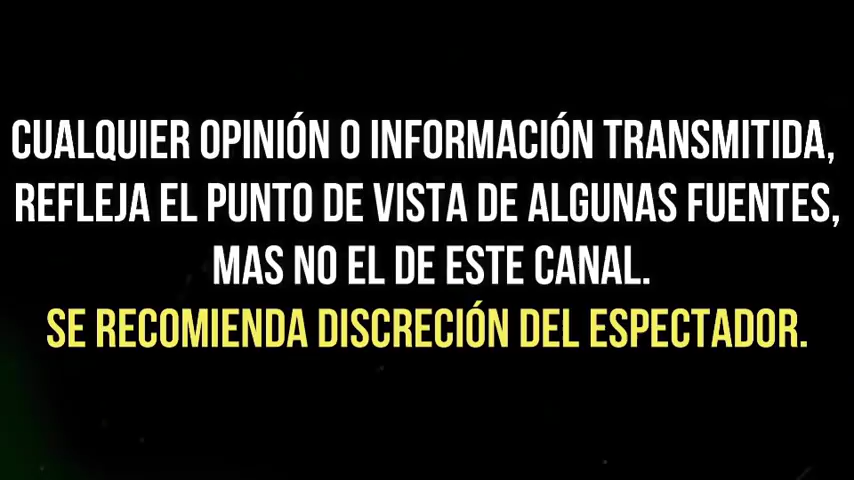 CUALQUIER OPINIÓN O INFORMACIÓN TRANSMITIDA,
REFLEJA EL PUNTO DE VISTA DE ALGUNAS FUENTES,
MAS NO EL DE ESTE CANAL.
SE RECOMIENDA DISCRECIÓN DEL ESPECTADOR.